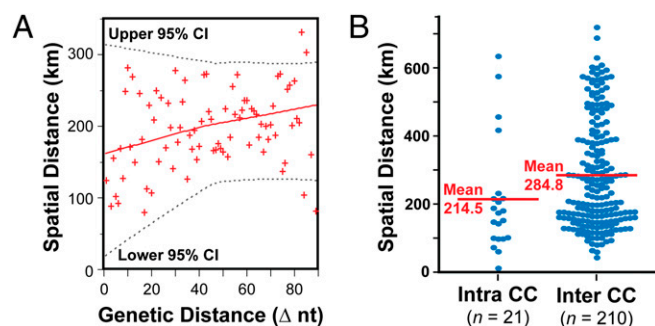 A
Spatial Distance (km)
350
300
200
100
0
Upper 95% CI
Lower 95% CI
0
20
40
60
80
Genetic Distance (Δ nt)
B
Spatial Distance (km)
600
400
200
0
Mean
214.5
Mean
284.8
Intra CC
(n = 21)
Inter CC
(n = 210)